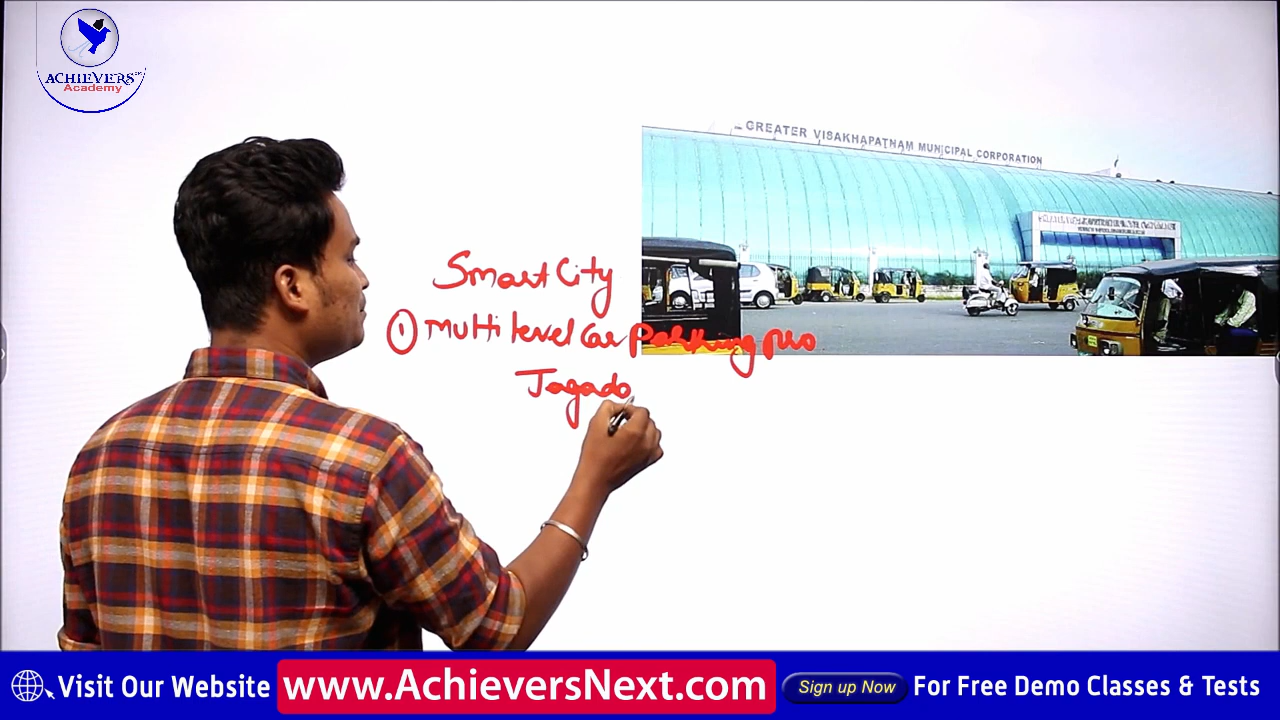 ACHIEVERS
Academy
GREATER VISAKHAPATNAM MUNICIPAL CORPORATION
Smart City
① Multi level Car Parking pro
Jagado
Visit Our Website www.AchieversNext.com Sign up Now For Free Demo Classes & Tests